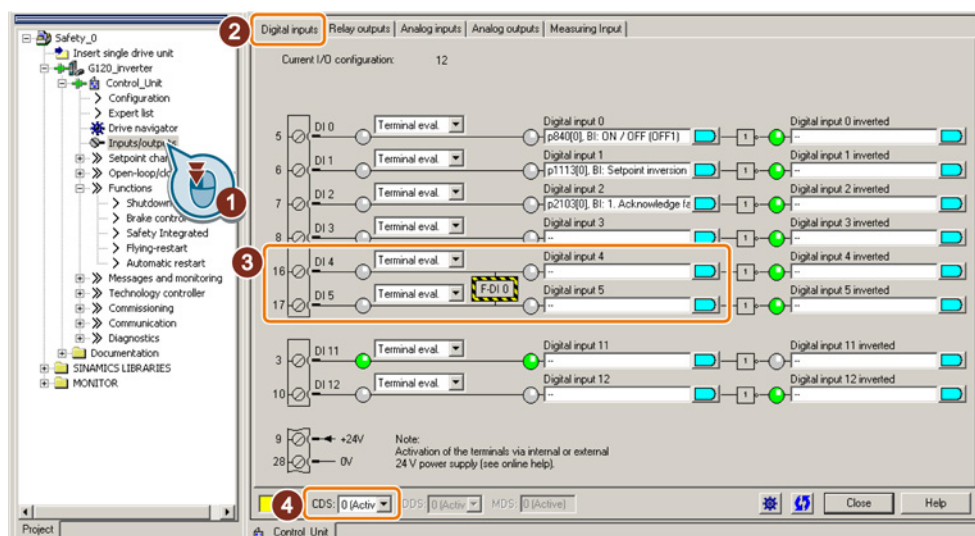 Safety_0
Insert single drive unit
G120_inverter
Control_Unit
Configuration
Expert list
Drive navigator
Inputs/outputs
Setpoint
Functions
Shutdown
Brake
Safety Integrated
Flying-restart
Automatic restart
Messages and monitoring
Technology controller
Commissioning
Communication
Diagnostics
Documentation
SINAMICS LIBRARIES
MONITOR
Project
1
2
Digital inputs
Relay outputs
Analog inputs
Analog outputs
Measuring Input
Current I/O configuration: 12
5 DI 0 Terminal eval. Digital input 0 Digital input 0 inverted
p840[0], BI: ON / OFF (OFF1) 1 --
6 DI 1 Terminal eval. Digital input 1 Digital input 1 inverted
p1113[0], BI: Setpoint inversion 1 --
7 DI 2 Terminal eval. Digital input 2 Digital input 2 inverted
p2103[0], BI: 1. Acknowledge fa 1 --
8 DI 3 Terminal eval. Digital input 3 Digital input 3 inverted
-- 1 --
3
16 DI 4 Terminal eval. Digital input 4 Digital input 4 inverted
-- 1 --
F-DI 0
17 DI 5 Terminal eval. Digital input 5 Digital input 5 inverted
-- 1 --
3 DI 11 Terminal eval. Digital input 11 Digital input 11 inverted
-- 1 --
10 DI 12 Terminal eval. Digital input 12 Digital input 12 inverted
-- 1 --
9 +24V Note:
Activation of the terminals via internal or external
28 0V 24 V power supply (see online help).
4
CDS: 0 (Activ DDS: 0 (Activ MDS: 0 (Active) Close Help
Control_Unit